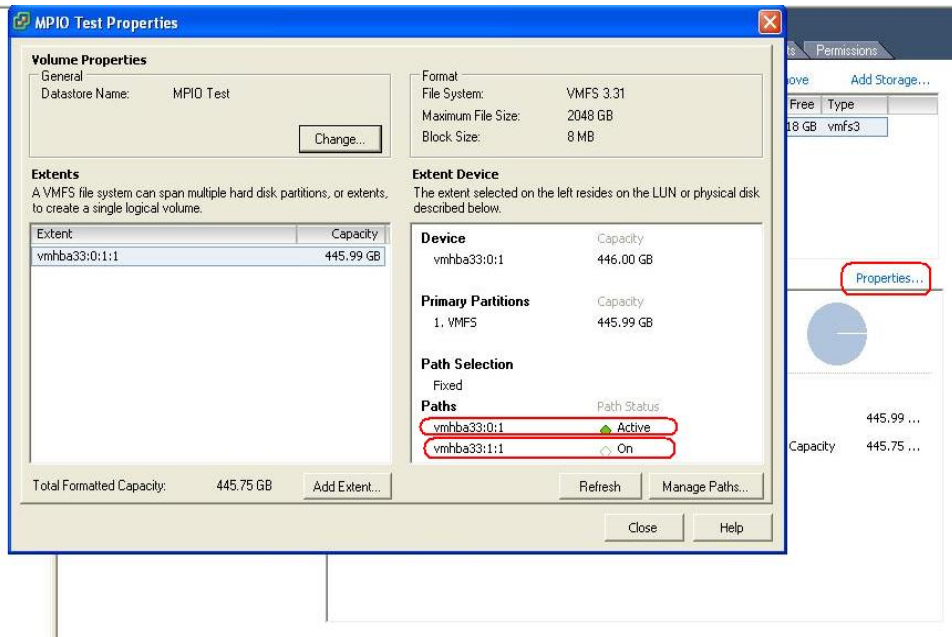 MPIO Test Properties
Volume Properties
General
Datastore Name: MPIO Test
Change...
Format
File System: VMFS 3.31
Maximum File Size: 2048 GB
Block Size: 8 MB
Extents
A VMFS file system can span multiple hard disk partitions, or extents,
to create a single logical volume.
Extent Capacity
vmhba33:0:1:1 445.99 GB
Total Formatted Capacity: 445.75 GB
Add Extent...
Extent Device
The extent selected on the left resides on the LUN or physical disk
described below.
Device Capacity
vmhba33:0:1 446.00 GB
Primary Partitions Capacity
1. VMFS 445.99 GB
Path Selection
Fixed
Paths Path Status
vmhba33:0:1 Active
vmhba33:1:1 On
Refresh
Manage Paths...
Close
Help
ts Permissions
ove Add Storage...
Free Type
18 GB vmfs3
Properties...
445.99 ...
Capacity 445.75 ...